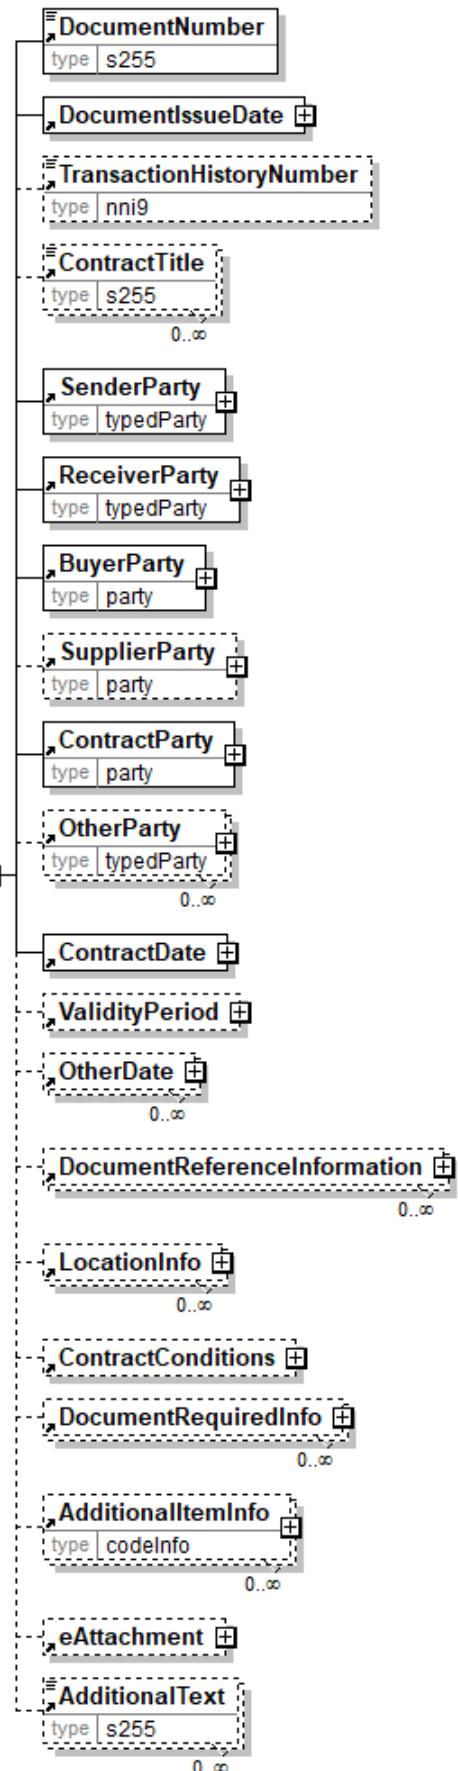 DocumentNumber
type s255
DocumentIssueDate
TransactionHistoryNumber
type nni9
ContractTitle
type s255
0..∞
SenderParty
type typedParty
ReceiverParty
type typedParty
BuyerParty
type party
SupplierParty
type party
ContractParty
type party
OtherParty
type typedParty
0..∞
ContractDate
ValidityPeriod
OtherDate
0..∞
DocumentReferenceInformation
0..∞
LocationInfo
0..∞
ContractConditions
DocumentRequiredInfo
0..∞
AdditionalItemInfo
type codeInfo
0..∞
eAttachment
AdditionalText
type s255
0..∞